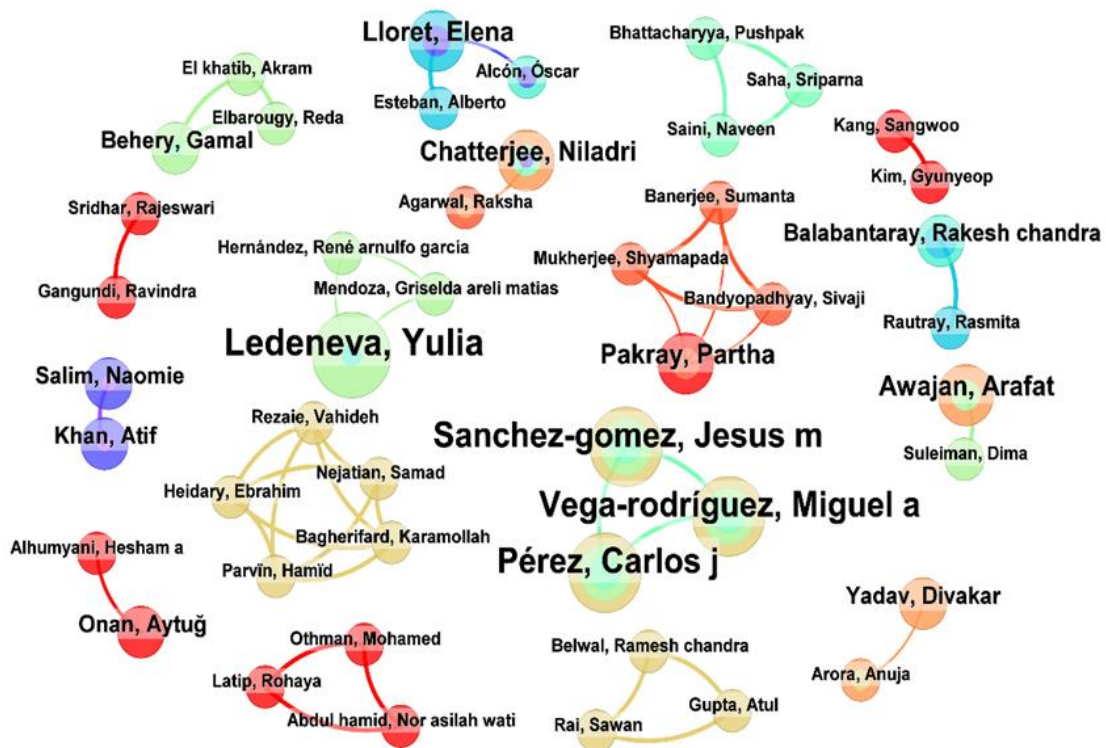 Lloret, Elena
Alcón, Óscar
Esteban, Alberto
Bhattacharyya, Pushpak
Saha, Sriparna
Saini, Naveen
El khatib, Akram
Elbarougy, Reda
Behery, Gamal
Chatterjee, Niladri
Agarwal, Raksha
Kang, Sangwoo
Kim, Gyunyeop
Sridhar, Rajeswari
Gangundi, Ravindra
Hernández, René arnulfo garcía
Mendoza, Griselda areli matias
Ledeneva, Yulia
Banerjee, Sumanta
Mukherjee, Shyamapada
Bandyopadhyay, Sivaji
Pakray, Partha
Balabantaray, Rakesh chandra
Rautray, Rasmita
Salim, Naomie
Khan, Atif
Awajan, Arafat
Suleiman, Dima
Rezaie, Vahideh
Nejatian, Samad
Heidary, Ebrahim
Bagherifard, Karamollah
Parvïn, Hamïd
Sanchez-gomez, Jesus m
Vega-rodríguez, Miguel a
Pérez, Carlos j
Alhumyani, Hesham a
Onan, Aytuğ
Othman, Mohamed
Latip, Rohaya
Abdul hamid, Nor asilah wati
Belwal, Ramesh chandra
Gupta, Atul
Rai, Sawan
Yadav, Divakar
Arora, Anuja